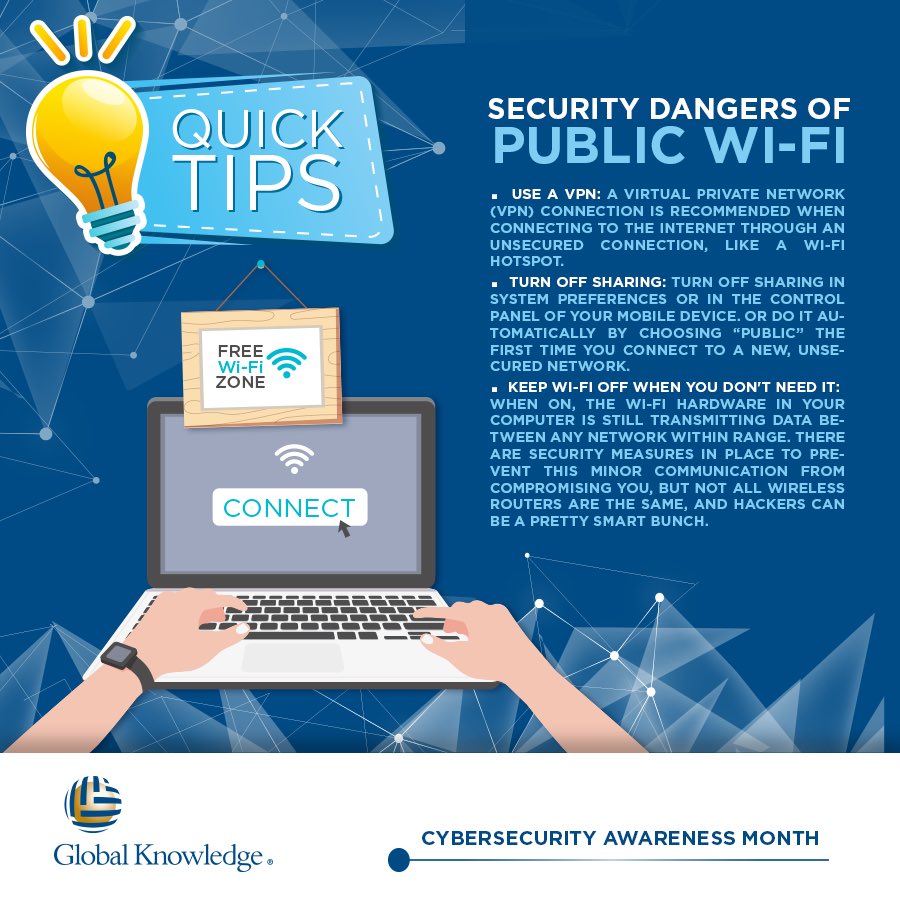 QUICK
TIPS
SECURITY DANGERS OF
PUBLIC WI-FI
▪ USE A VPN: A VIRTUAL PRIVATE NETWORK
(VPN) CONNECTION IS RECOMMENDED WHEN
CONNECTING TO THE INTERNET THROUGH AN
UNSECURED CONNECTION, LIKE A WI-FI
HOTSPOT.
▪ TURN OFF SHARING: TURN OFF SHARING IN
SYSTEM PREFERENCES OR IN THE CONTROL
PANEL OF YOUR MOBILE DEVICE. OR DO IT AU-
TOMATICALLY BY CHOOSING “PUBLIC” THE
FIRST TIME YOU CONNECT TO A NEW, UNSE-
CURED NETWORK.
▪ KEEP WI-FI OFF WHEN YOU DON'T NEED IT:
WHEN ON, THE WI-FI HARDWARE IN YOUR
COMPUTER IS STILL TRANSMITTING DATA BE-
TWEEN ANY NETWORK WITHIN RANGE. THERE
ARE SECURITY MEASURES IN PLACE TO PRE-
VENT THIS MINOR COMMUNICATION FROM
COMPROMISING YOU, BUT NOT ALL WIRELESS
ROUTERS ARE THE SAME, AND HACKERS CAN
BE A PRETTY SMART BUNCH.
FREE
Wi-Fi
ZONE
CONNECT
Global Knowledge ®
CYBERSECURITY AWARENESS MONTH